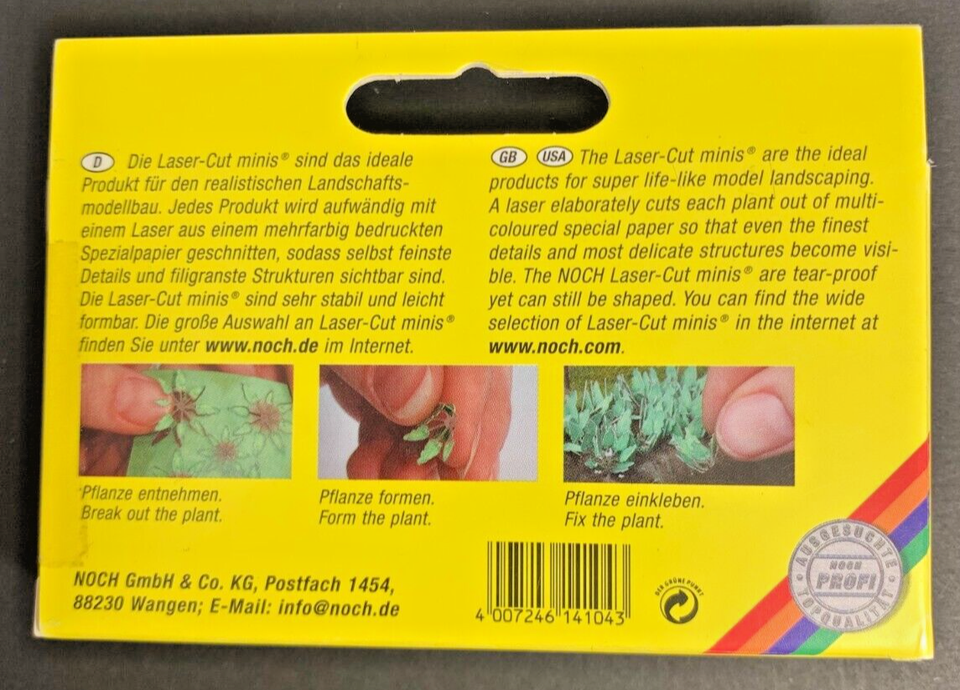 D Die Laser-Cut minis® sind das ideale
Produkt für den realistischen Landschafts-
modellbau. Jedes Produkt wird aufwändig mit
einem Laser aus einem mehrfarbig bedruckten
Spezialpapier geschnitten, sodass selbst feinste
Details und filigranste Strukturen sichtbar sind.
Die Laser-Cut minis® sind sehr stabil und leicht
formbar. Die große Auswahl an Laser-Cut minis®
finden Sie unter www.noch.de im Internet.
GB USA The Laser-Cut minis® are the ideal
products for super life-like model landscaping.
A laser elaborately cuts each plant out of multi-
coloured special paper so that even the finest
details and most delicate structures become visi-
ble. The NOCH Laser-Cut minis® are tear-proof
yet can still be shaped. You can find the wide
selection of Laser-Cut minis® in the internet at
www.noch.com.
Pflanze entnehmen.
Break out the plant.
Pflanze formen.
Form the plant.
Pflanze einkleben.
Fix the plant.
NOCH GmbH & Co. KG, Postfach 1454,
88230 Wangen; E-Mail: info@noch.de
4 007246 141043
DER GRÜNE PUNKT
AUSGESUCHTE
NOCH
PROFI
TOPQUALITÄT